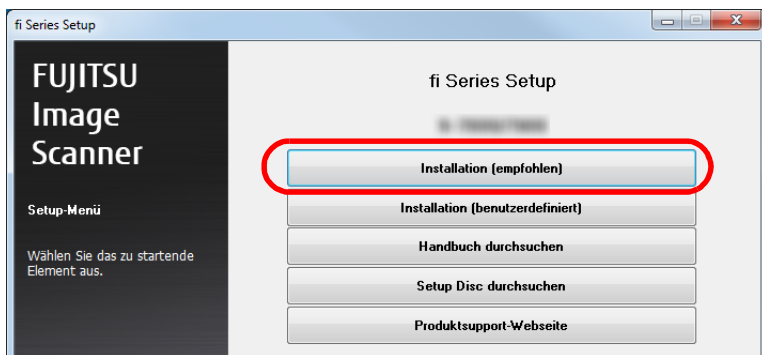 fi Series Setup
FUJITSU
Image
Scanner
Setup-Menü
Wählen Sie das zu startende
Element aus.
fi Series Setup
Installation (empfohlen)
Installation (benutzerdefiniert)
Handbuch durchsuchen
Setup Disc durchsuchen
Produktsupport-Webseite